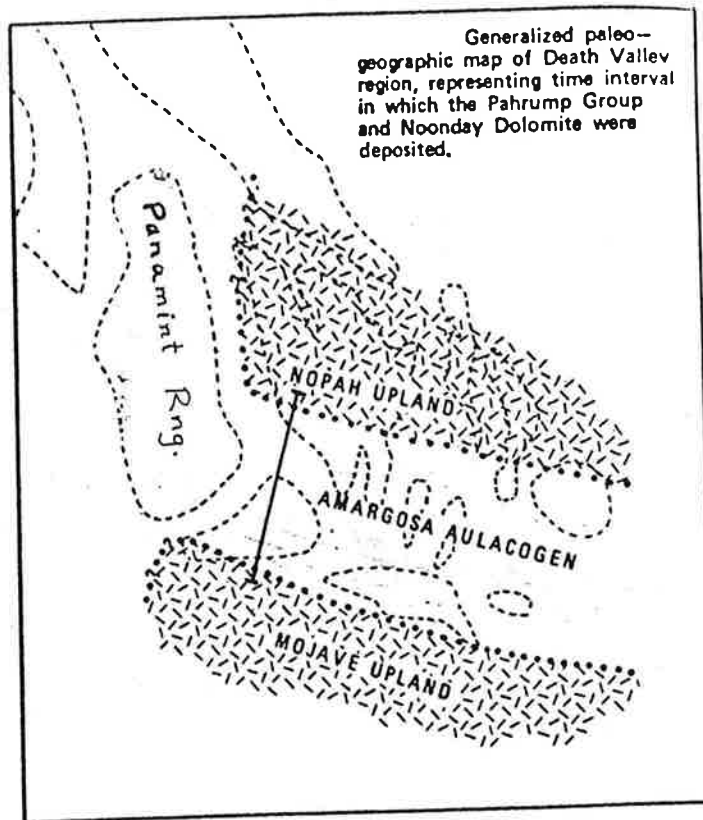 Generalized paleo-
geographic map of Death Valley
region, representing time interval
in which the Pahrump Group
and Noonday Dolomite were
deposited.
Panamint Rng.
NOPAH UPLAND
AMARGOSA AULACOGEN
MOJAVE UPLAND